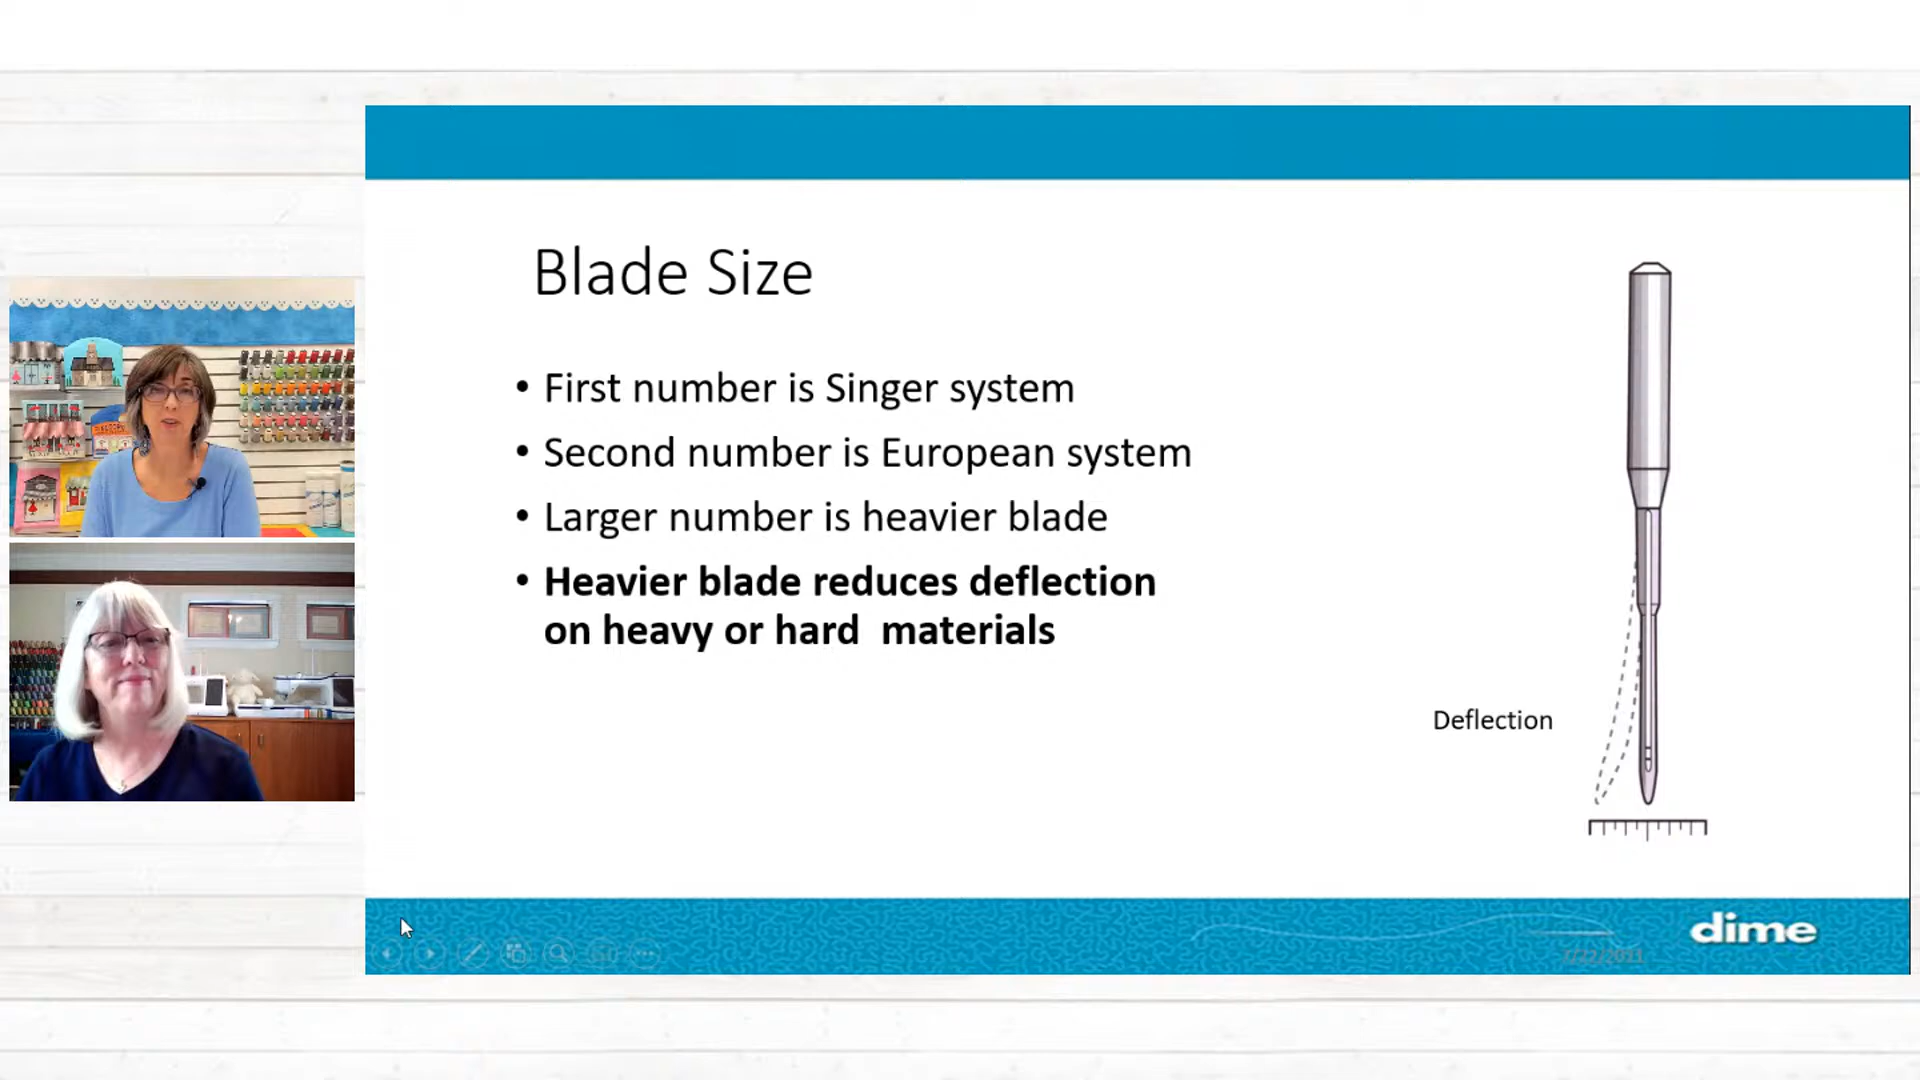 Blade Size
• First number is Singer system
• Second number is European system
• Larger number is heavier blade
• Heavier blade reduces deflection
on heavy or hard materials
Deflection
dime